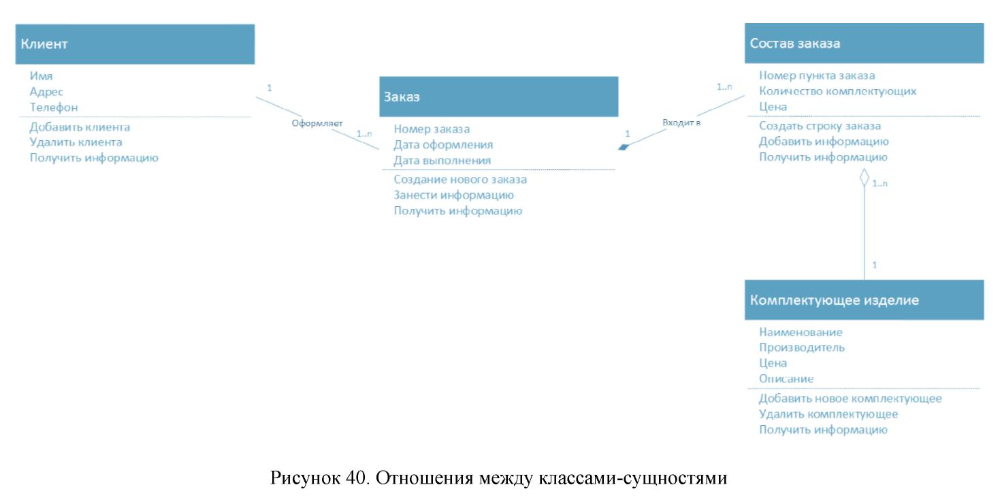 Клиент
Имя
Адрес
Телефон
Добавить клиента
Удалить клиента
Получить информацию
1
Оформляет
1..n
Заказ
Номер заказа
Дата оформления
Дата выполнения
Создание нового заказа
Занести информацию
Получить информацию
1
Входит в
1..n
Состав заказа
Номер пункта заказа
Количество комплектующих
Цена
Создать строку заказа
Добавить информацию
Получить информацию
1..n
1
Комплектующее изделие
Наименование
Производитель
Цена
Описание
Добавить новое комплектующее
Удалить комплектующее
Получить информацию
Рисунок 40. Отношения между классами-сущностями